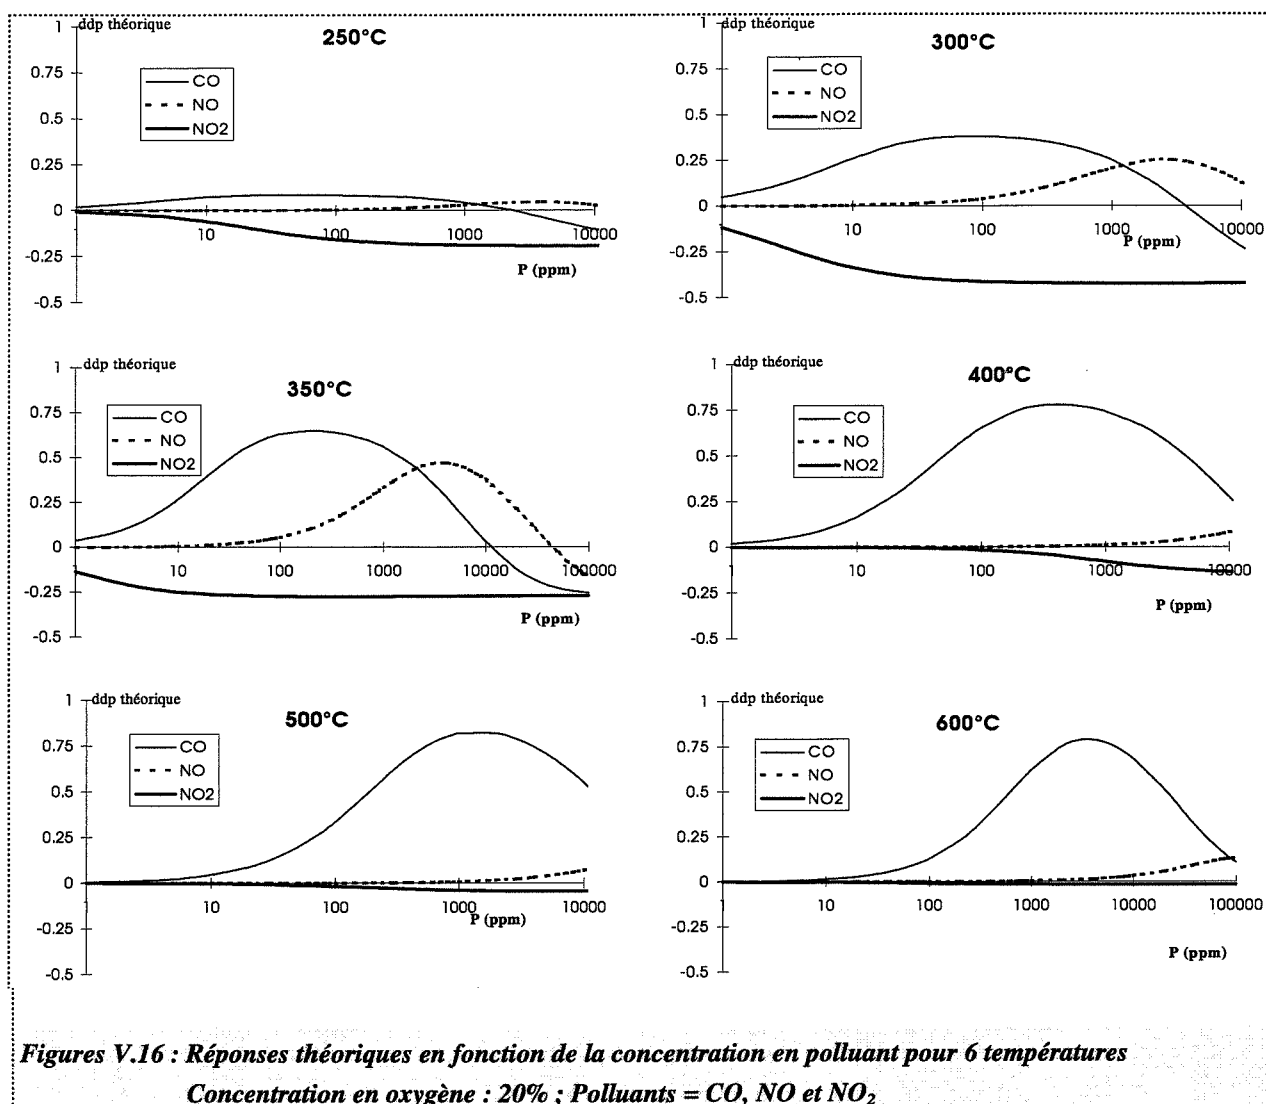 ddp théorique
250°C
1
0.75
0.5
0.25
0
-0.25
-0.5
CO
NO
NO2
10
100
1000
10000
P (ppm)
ddp théorique
300°C
1
0.75
0.5
0.25
0
-0.25
-0.5
CO
NO
NO2
10
100
1000
10000
P (ppm)
ddp théorique
350°C
1
0.75
0.5
0.25
0
-0.25
-0.5
CO
NO
NO2
1
10
100
1000
10000
100000
P (ppm)
ddp théorique
400°C
1
0.75
0.5
0.25
0
-0.25
-0.5
CO
NO
NO2
1
10
100
1000
10000
P (ppm)
ddp théorique
500°C
1
0.75
0.5
0.25
0
-0.25
-0.5
CO
NO
NO2
1
10
100
1000
10000
P (ppm)
ddp théorique
600°C
1
0.75
0.5
0.25
0
-0.25
-0.5
CO
NO
NO2
1
10
100
1000
10000
100000
P (ppm)
Figures V.16 : Réponses théoriques en fonction de la concentration en polluant pour 6 températures
Concentration en oxygène : 20% ; Polluants = CO, NO et NO₂